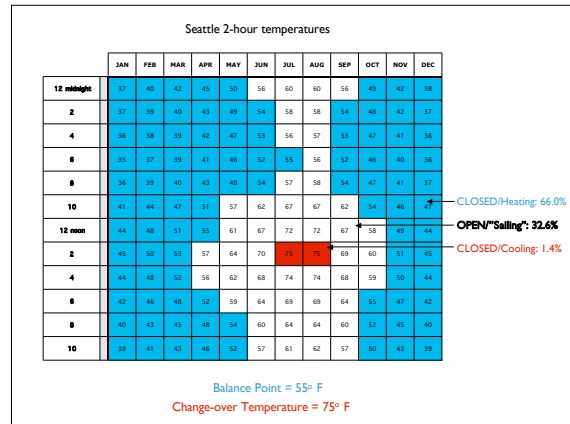 Seattle 2-hour temperatures
JAN FEB MAR APR MAY JUN JUL AUG SEP OCT NOV DEC
12 midnight 37 40 42 45 50 56 60 60 56 49 42 38
2 37 39 40 43 48 54 58 58 54 48 42 37
4 36 38 39 42 47 53 56 57 53 47 41 36
6 35 37 39 41 46 52 55 56 52 46 40 36
8 36 39 40 43 48 54 57 58 54 47 41 37
10 41 44 47 51 57 62 67 67 62 54 46 41
CLOSED/Heating: 66.0%
12 noon 44 48 51 55 61 67 72 72 67 58 49 44
OPEN/"Sailing": 32.6%
2 45 50 53 57 64 70 75 75 69 60 51 45
CLOSED/Cooling: 1.4%
4 44 48 52 56 62 68 74 74 68 59 50 44
6 42 46 48 52 59 64 69 69 64 55 47 42
8 40 43 45 48 54 60 64 64 60 52 45 40
10 38 41 43 46 52 57 61 62 57 50 43 39
Balance Point = 55° F
Change-over Temperature = 75° F